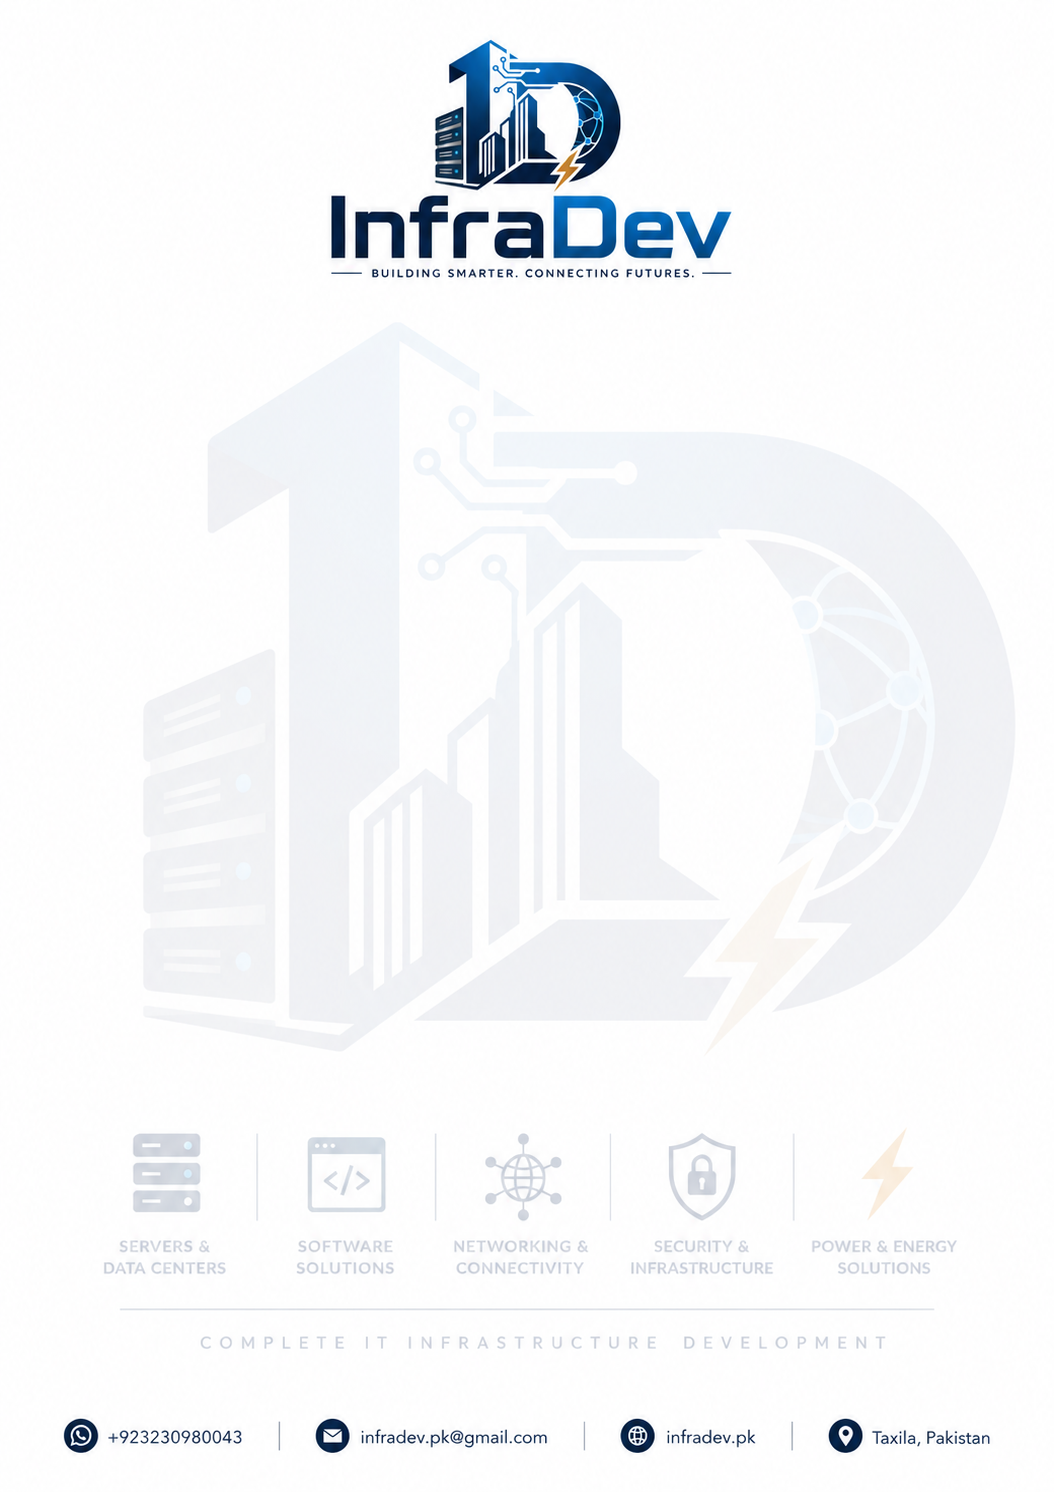 InfraDev
BUILDING SMARTER. CONNECTING FUTURES.
SERVERS &
DATA CENTERS
SOFTWARE
SOLUTIONS
NETWORKING &
CONNECTIVITY
SECURITY &
INFRASTRUCTURE
POWER & ENERGY
SOLUTIONS
COMPLETE IT INFRASTRUCTURE DEVELOPMENT
+923230980043
infradev.pk@gmail.com
infradev.pk
Taxila, Pakistan